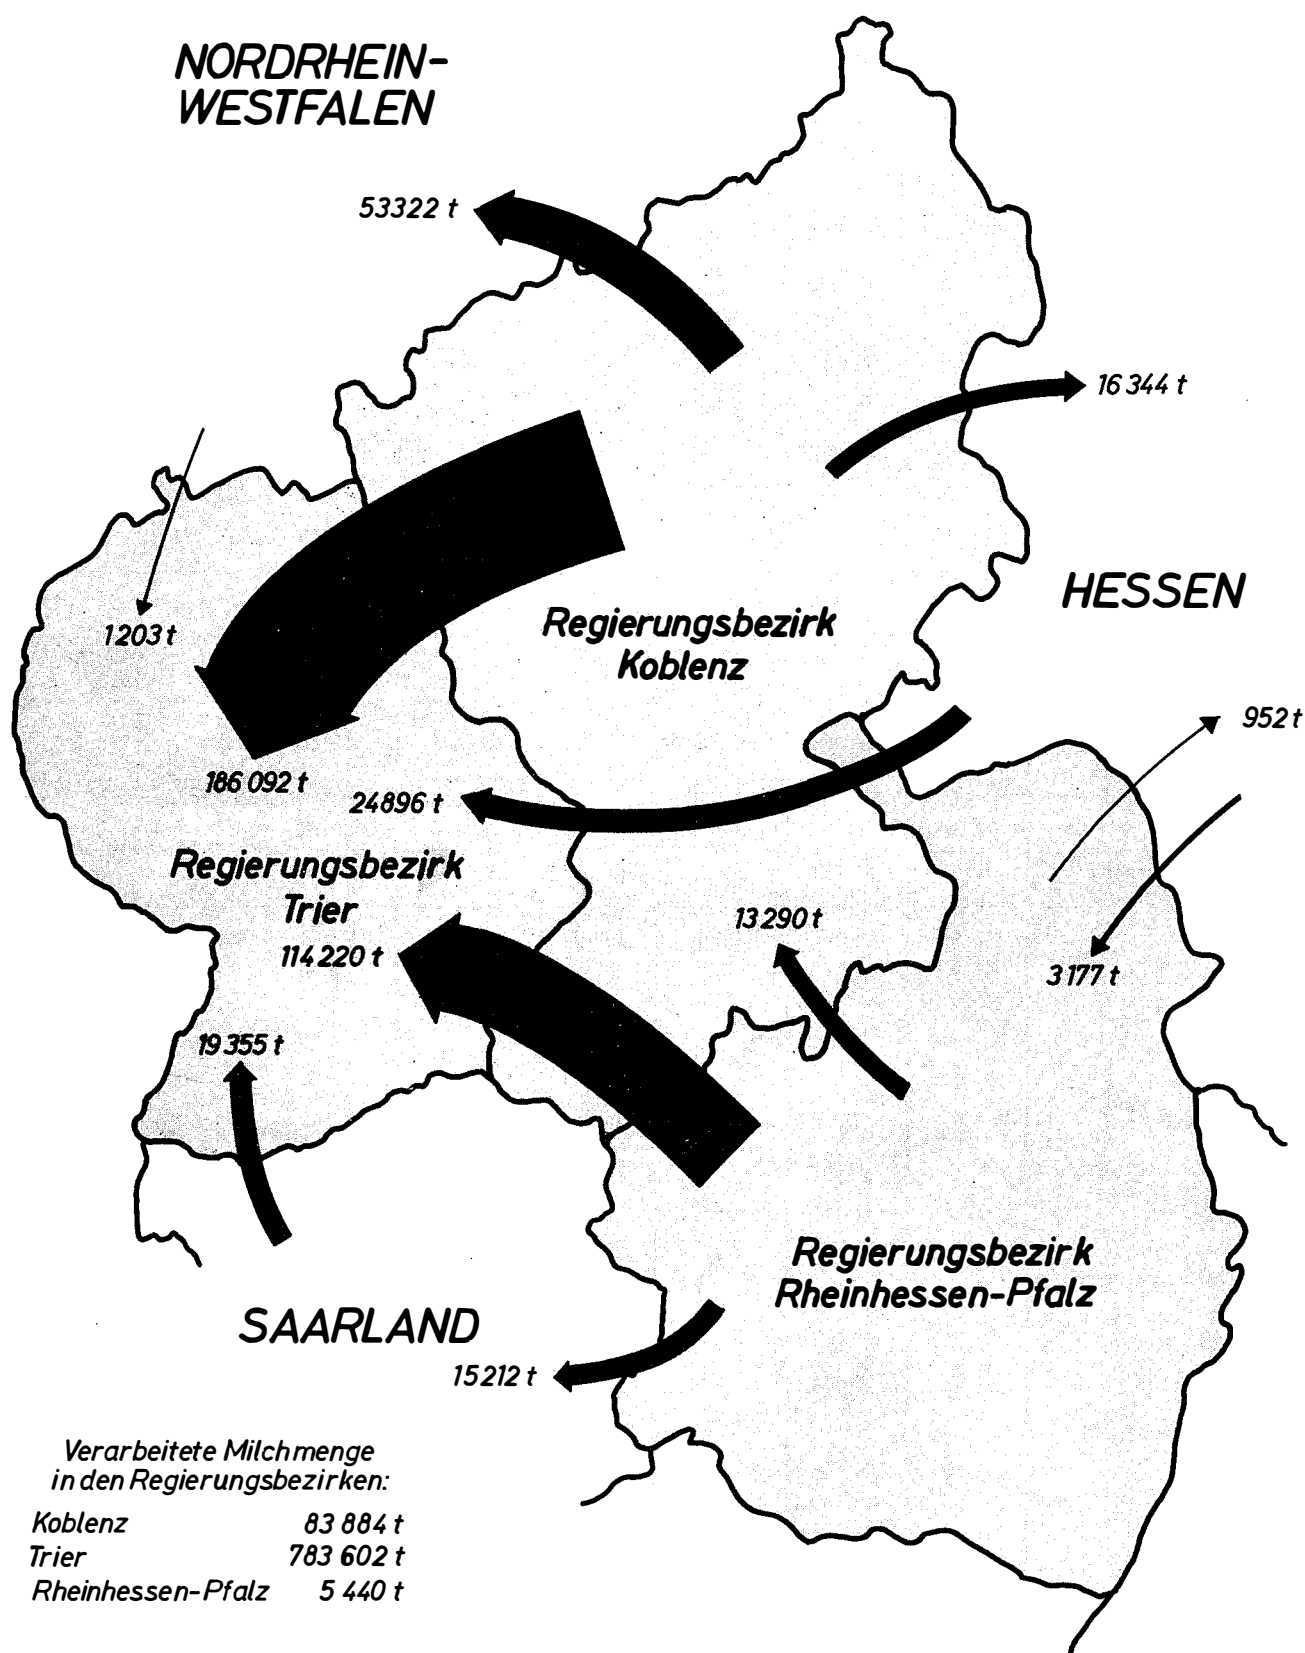 NORDRHEIN-
WESTFALEN
53322 t
16 344 t
1203 t
HESSEN
Regierungsbezirk
Koblenz
952 t
186 092 t
24896 t
Regierungsbezirk
Trier
114 220 t
13 290 t
3 177 t
19 355 t
Regierungsbezirk
Rheinhessen-Pfalz
SAARLAND
15 212 t
Verarbeitete Milchmenge
in den Regierungsbezirken:
Koblenz 83 884 t
Trier 783 602 t
Rheinhessen-Pfalz 5 440 t